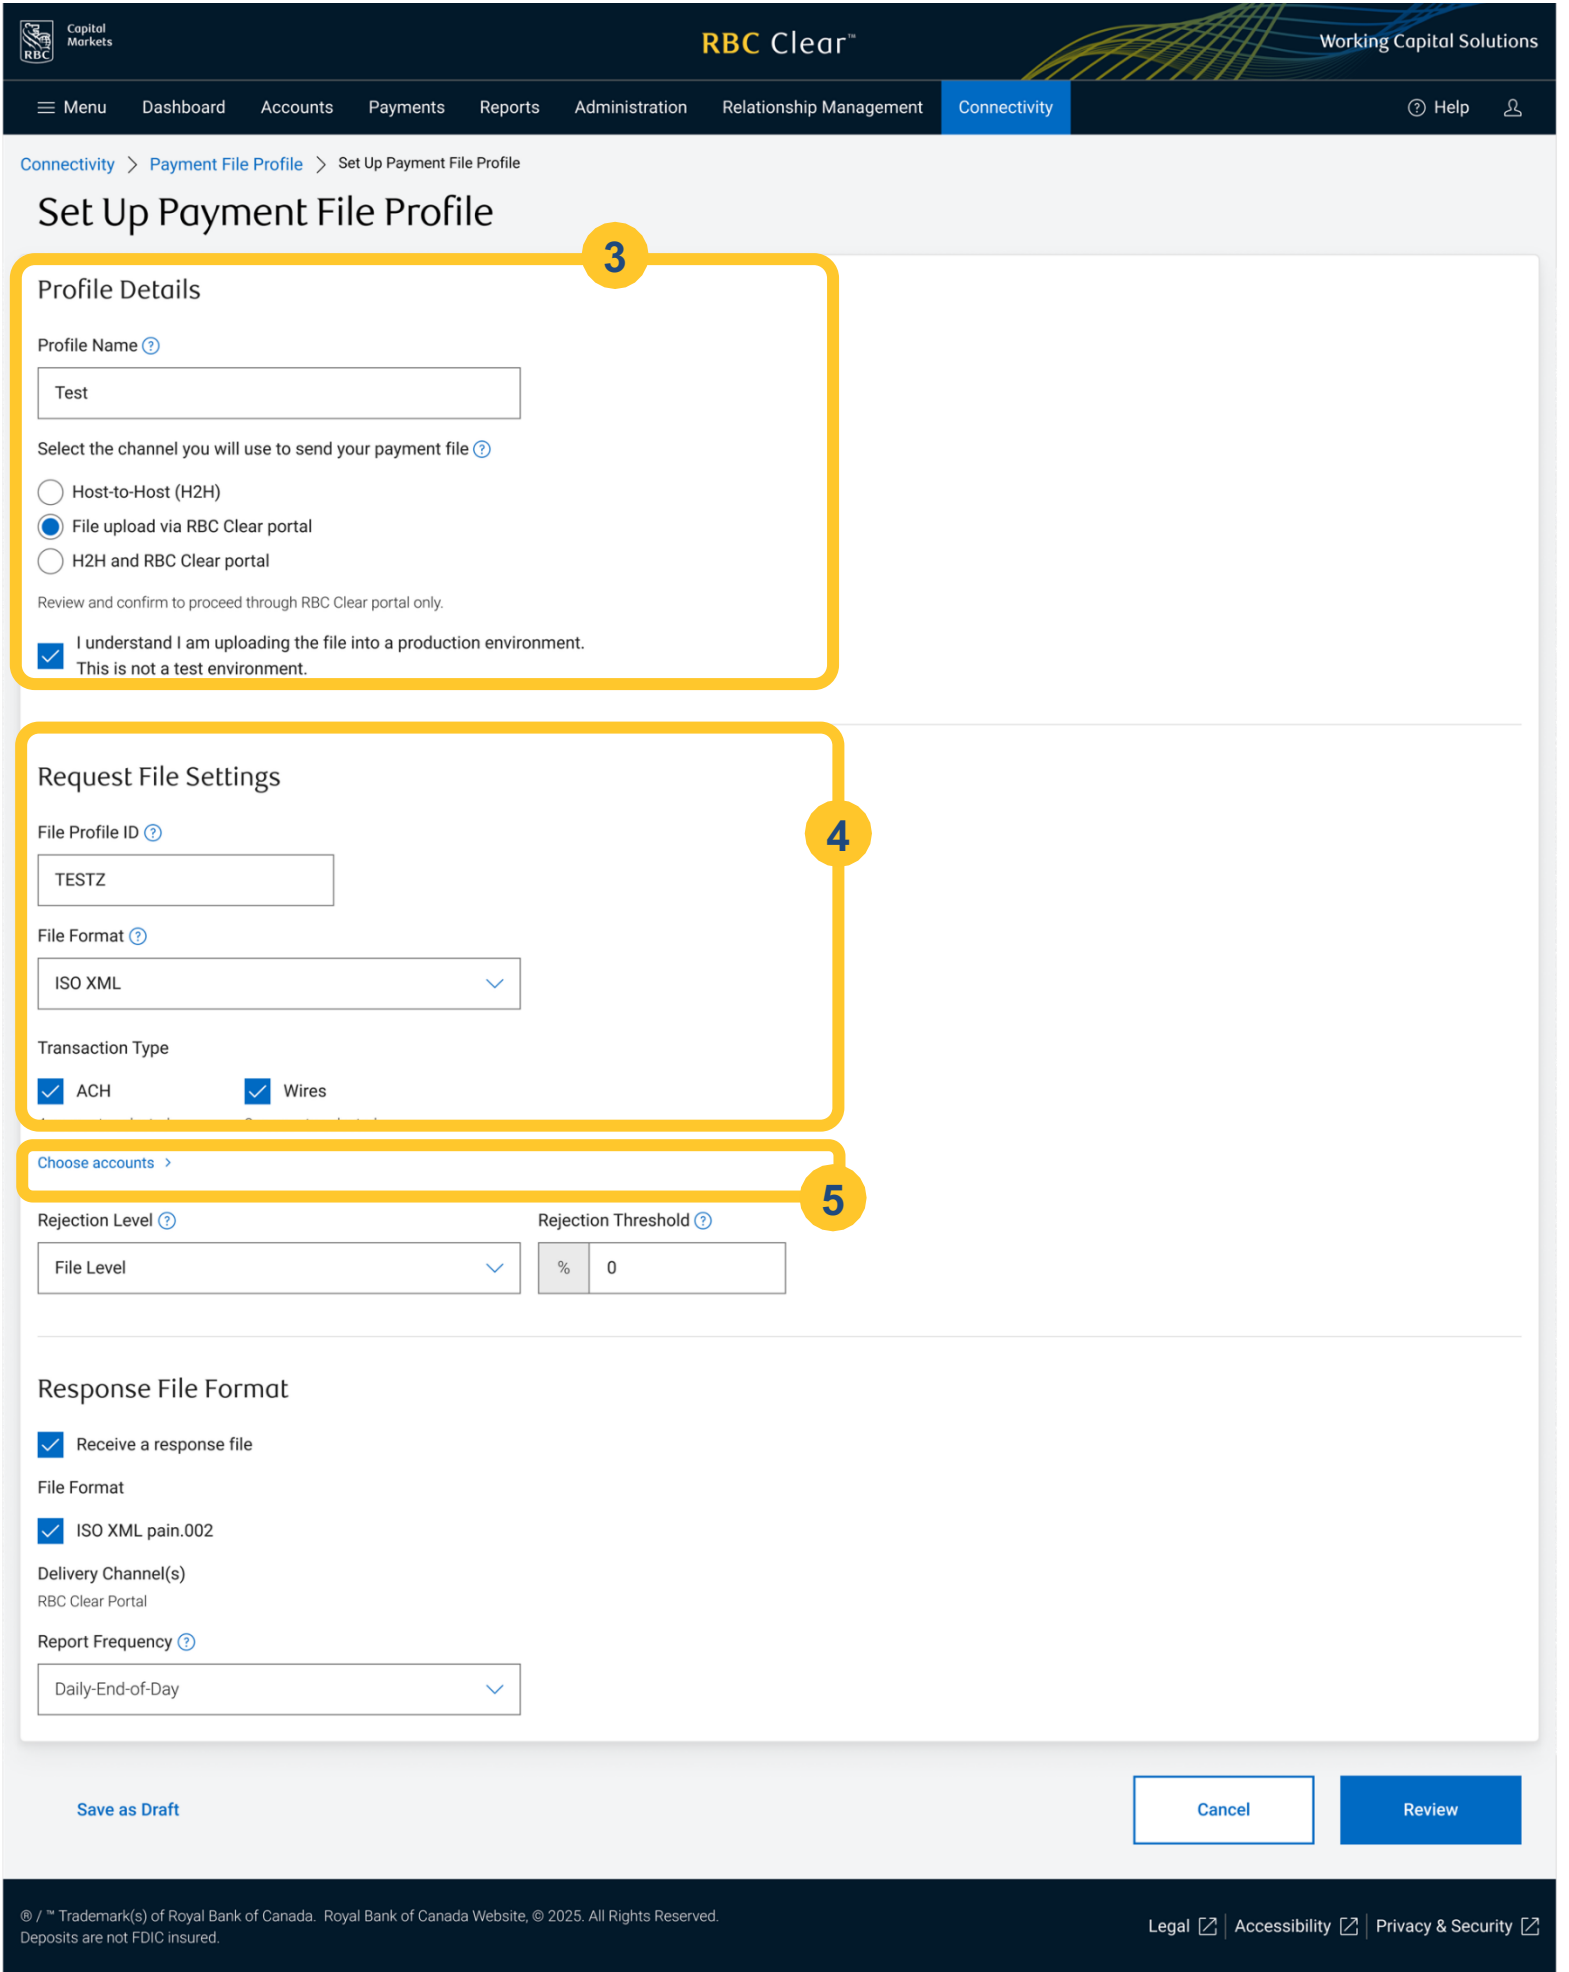 Capital
Markets
RBC
RBC Clear™
Working Capital Solutions
Menu Dashboard Accounts Payments Reports Administration Relationship Management Connectivity Help
Connectivity > Payment File Profile > Set Up Payment File Profile
Set Up Payment File Profile
3
Profile Details
Profile Name ?
Test
Select the channel you will use to send your payment file ?
Host-to-Host (H2H)
File upload via RBC Clear portal
H2H and RBC Clear portal
Review and confirm to proceed through RBC Clear portal only.
I understand I am uploading the file into a production environment.
This is not a test environment.
Request File Settings
4
File Profile ID ?
TESTZ
File Format ?
ISO XML
Transaction Type
ACH Wires
Choose accounts >
5
Rejection Level ? Rejection Threshold ?
File Level % 0
Response File Format
Receive a response file
File Format
ISO XML pain.002
Delivery Channel(s)
RBC Clear Portal
Report Frequency ?
Daily-End-of-Day
Save as Draft Cancel Review
® / ™ Trademark(s) of Royal Bank of Canada. Royal Bank of Canada Website, © 2025. All Rights Reserved.
Deposits are not FDIC insured.
Legal | Accessibility | Privacy & Security